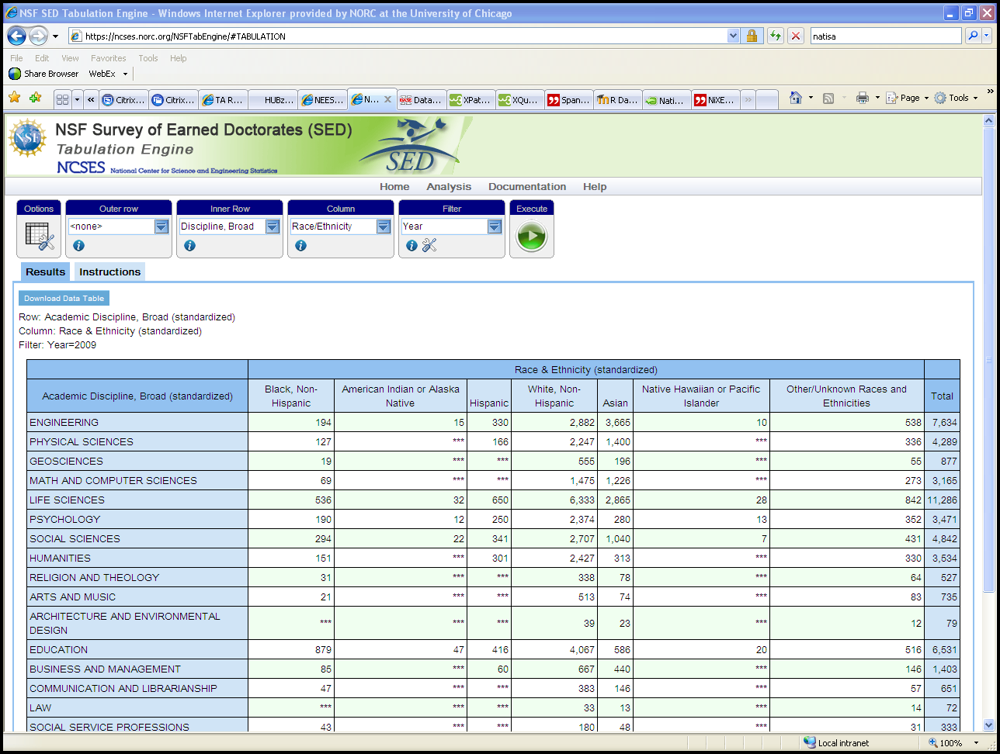 NSF SED Tabulation Engine - Windows Internet Explorer provided by NORC at the University of Chicago
https://ncses.norc.org/NSFTabEngine/#TABULATION
natisa
File Edit View Favorites Tools Help
Share Browser WebEx
Citrix... Citrix... TA R... HUBz... NEES... N... Data... XPat... XQu... Span... R Da... Nati... NiXE... Page Tools
NSF
NSF Survey of Earned Doctorates (SED)
Tabulation Engine
NCSES National Center for Science and Engineering Statistics
SED
Home Analysis Documentation Help
Options Outer row Inner Row Column Filter Execute
<none> Discipline, Broad Race/Ethnicity Year
Results Instructions
Download Data Table
Row: Academic Discipline, Broad (standardized)
Column: Race & Ethnicity (standardized)
Filter: Year=2009
Race & Ethnicity (standardized)
Academic Discipline, Broad (standardized) Black, Non-Hispanic American Indian or Alaska Native Hispanic White, Non-Hispanic Asian Native Hawaiian or Pacific Islander Other/Unknown Races and Ethnicities Total
ENGINEERING 194 15 330 2,882 3,665 10 538 7,634
PHYSICAL SCIENCES 127 *** 166 2,247 1,400 *** 336 4,289
GEOSCIENCES 19 *** *** 555 196 *** 55 877
MATH AND COMPUTER SCIENCES 69 *** *** 1,475 1,226 *** 273 3,165
LIFE SCIENCES 536 32 650 6,333 2,865 28 842 11,286
PSYCHOLOGY 190 12 250 2,374 280 13 352 3,471
SOCIAL SCIENCES 294 22 341 2,707 1,040 7 431 4,842
HUMANITIES 151 *** 301 2,427 313 *** 330 3,534
RELIGION AND THEOLOGY 31 *** *** 338 78 *** 64 527
ARTS AND MUSIC 21 *** *** 513 74 *** 83 735
ARCHITECTURE AND ENVIRONMENTAL DESIGN *** *** *** 39 23 *** 12 79
EDUCATION 879 47 416 4,067 586 20 516 6,531
BUSINESS AND MANAGEMENT 85 *** 60 667 440 *** 146 1,403
COMMUNICATION AND LIBRARIANSHIP 47 *** *** 383 146 *** 57 651
LAW *** *** *** 33 13 *** 14 72
SOCIAL SERVICE PROFESSIONS 43 *** *** 180 48 *** 31 333
Local intranet 100%